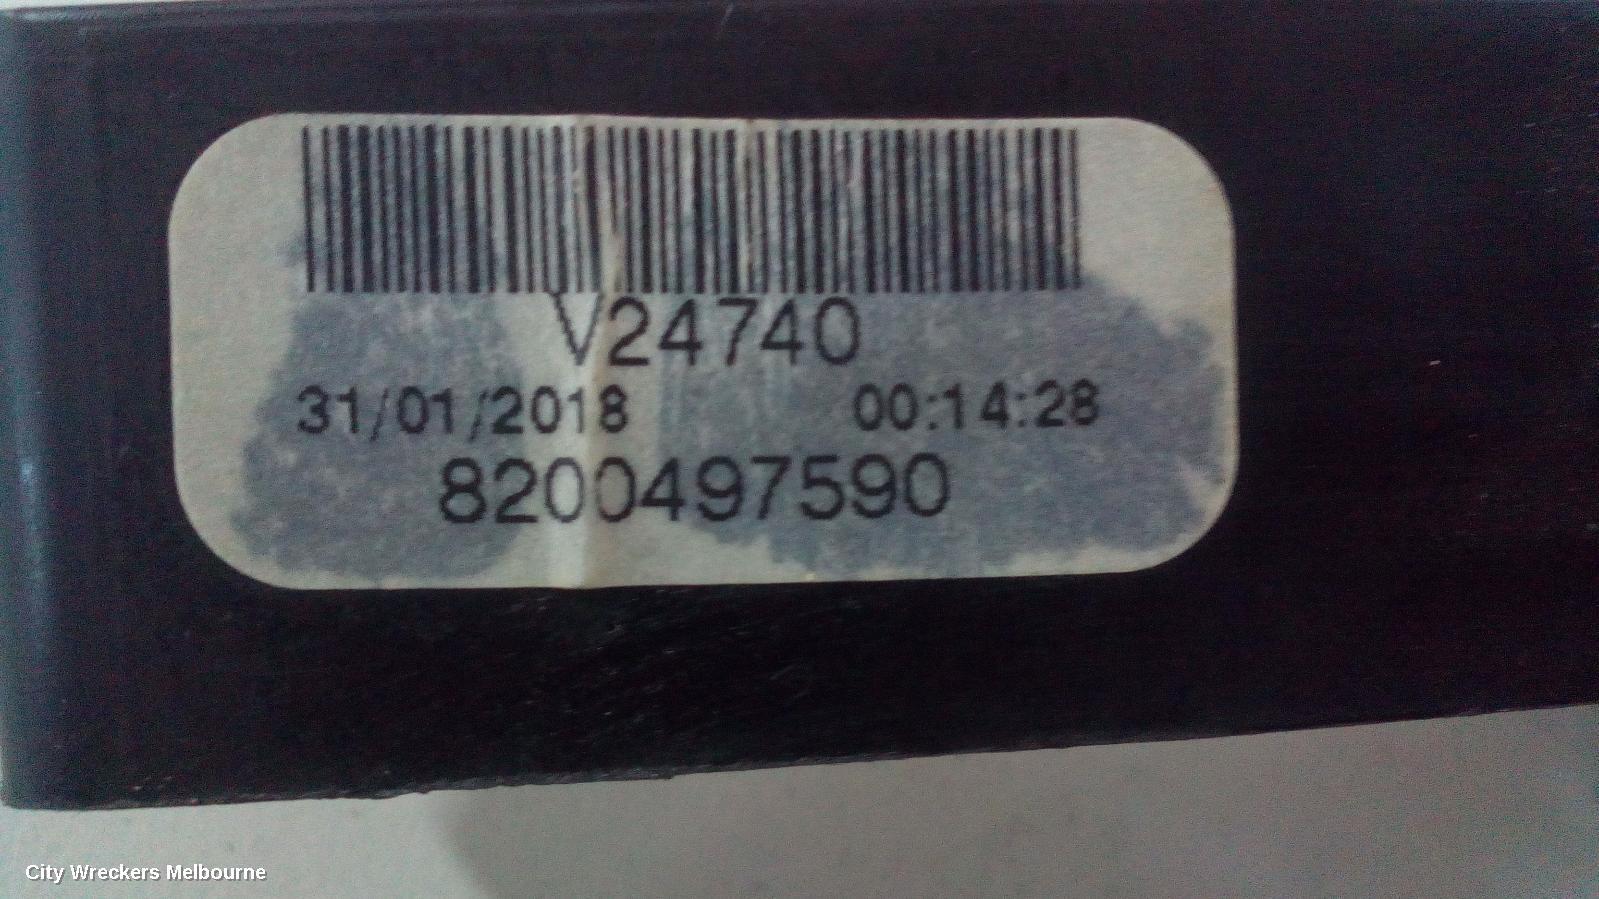 V24740
31/01/2018 00:14:28
8200497590
City Wreckers Melbourne